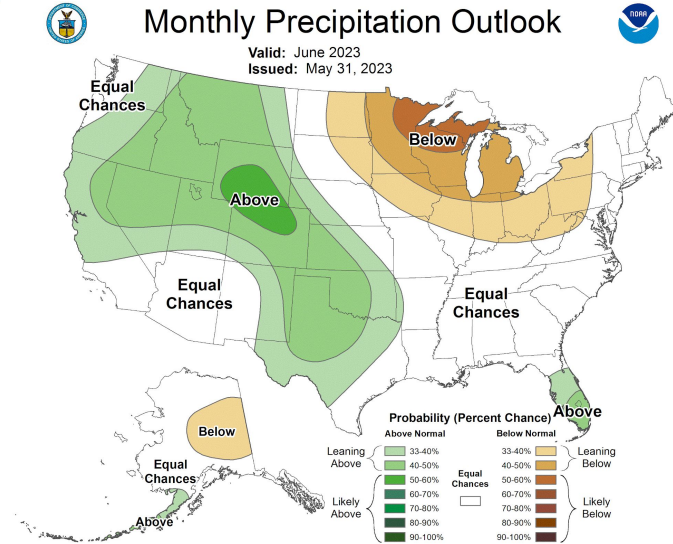 Monthly Precipitation Outlook
NOAA
Valid: June 2023
Issued: May 31, 2023
Equal
Chances
Below
Above
Equal
Chances
Equal
Chances
Above
Below
Equal
Chances
Above
Probability (Percent Chance)
Above Normal
Below Normal
Leaning
Above
33-40%
40-50%
Likely
Above
50-60%
60-70%
70-80%
80-90%
90-100%
Equal
Chances
33-40%
40-50%
Leaning
Below
50-60%
60-70%
70-80%
80-90%
90-100%
Likely
Below